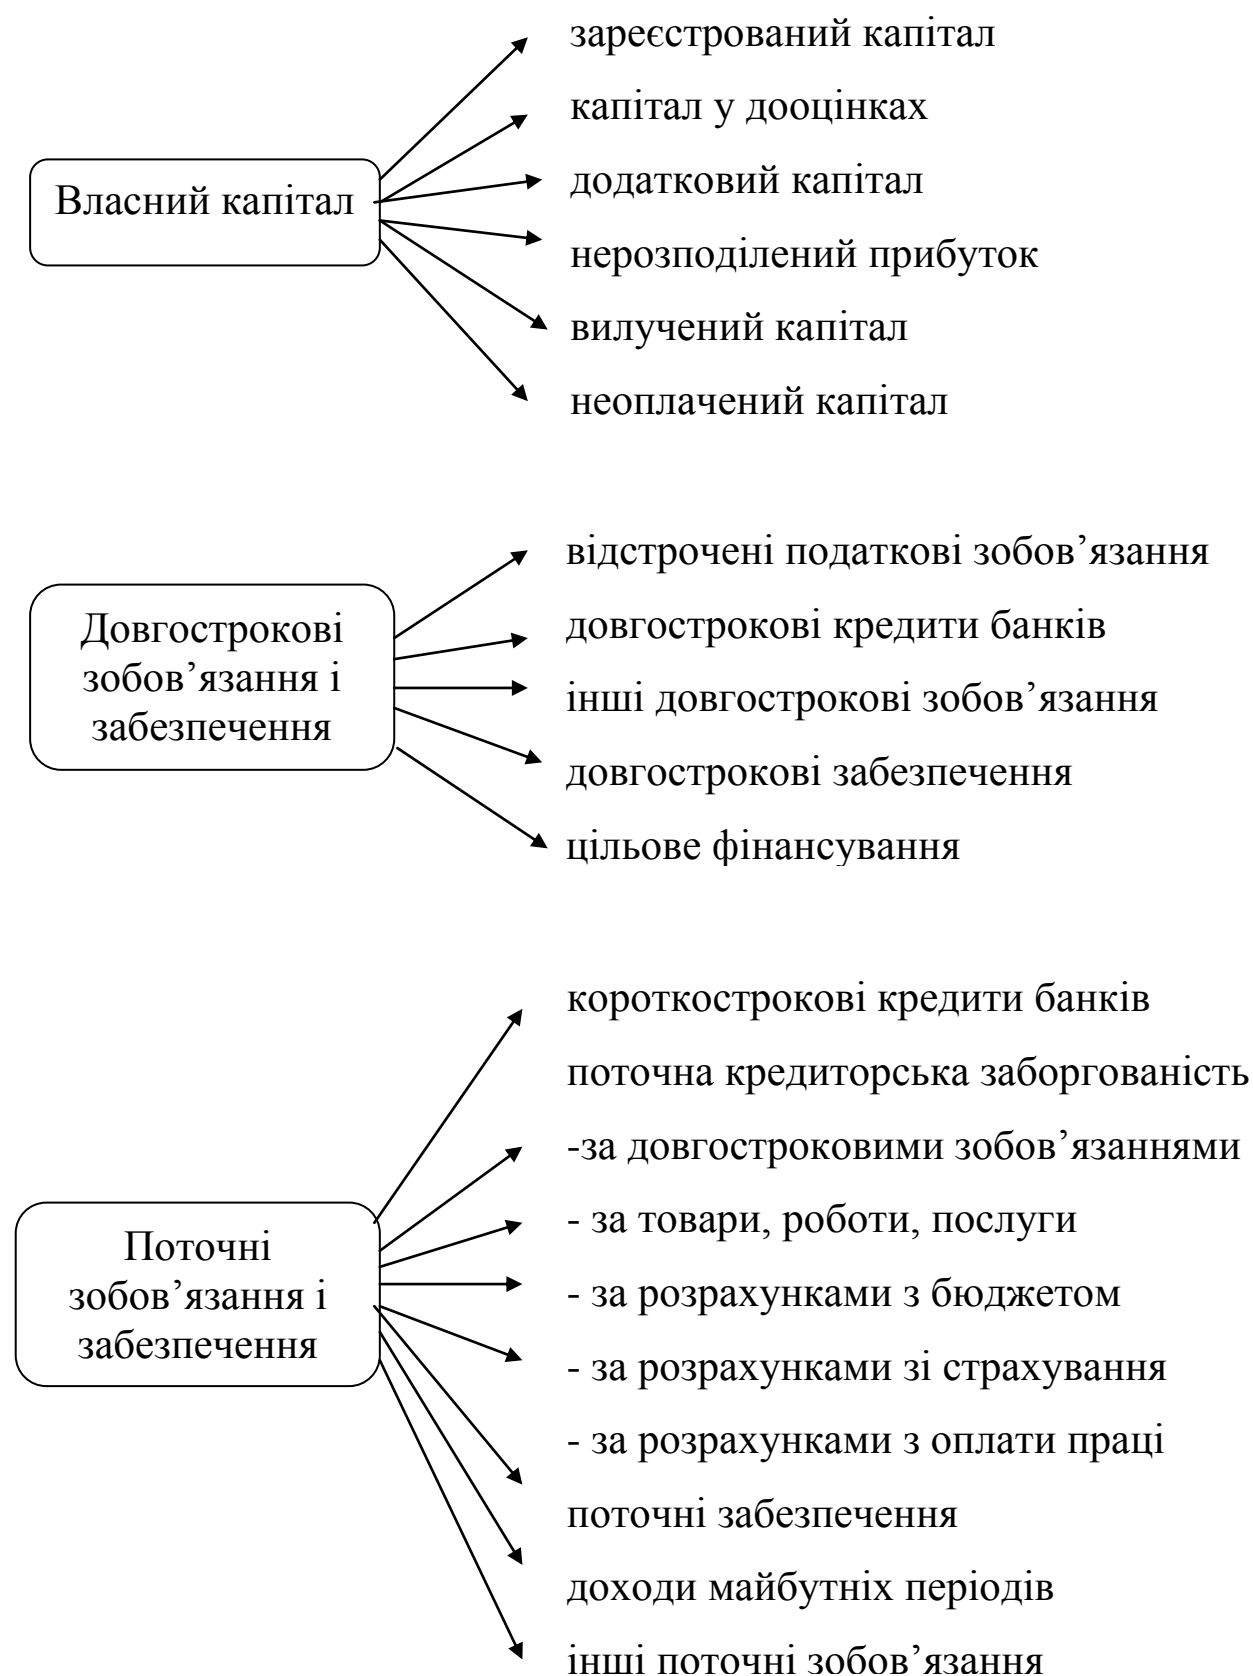 зареєстрований капітал
капітал у дооцінках
Власний капітал
додатковий капітал
нерозподілений прибуток
вилучений капітал
неоплачений капітал
відстрочені податкові зобов’язання
Довгострокові
зобов’язання і
забезпечення
довгострокові кредити банків
інші довгострокові зобов’язання
довгострокові забезпечення
цільове фінансування
короткострокові кредити банків
поточна кредиторська заборгованість
-за довгостроковими зобов’язаннями
- за товари, роботи, послуги
Поточні
зобов’язання і
забезпечення
- за розрахунками з бюджетом
- за розрахунками зі страхування
- за розрахунками з оплати праці
поточні забезпечення
доходи майбутніх періодів
інші поточні зобов’язання